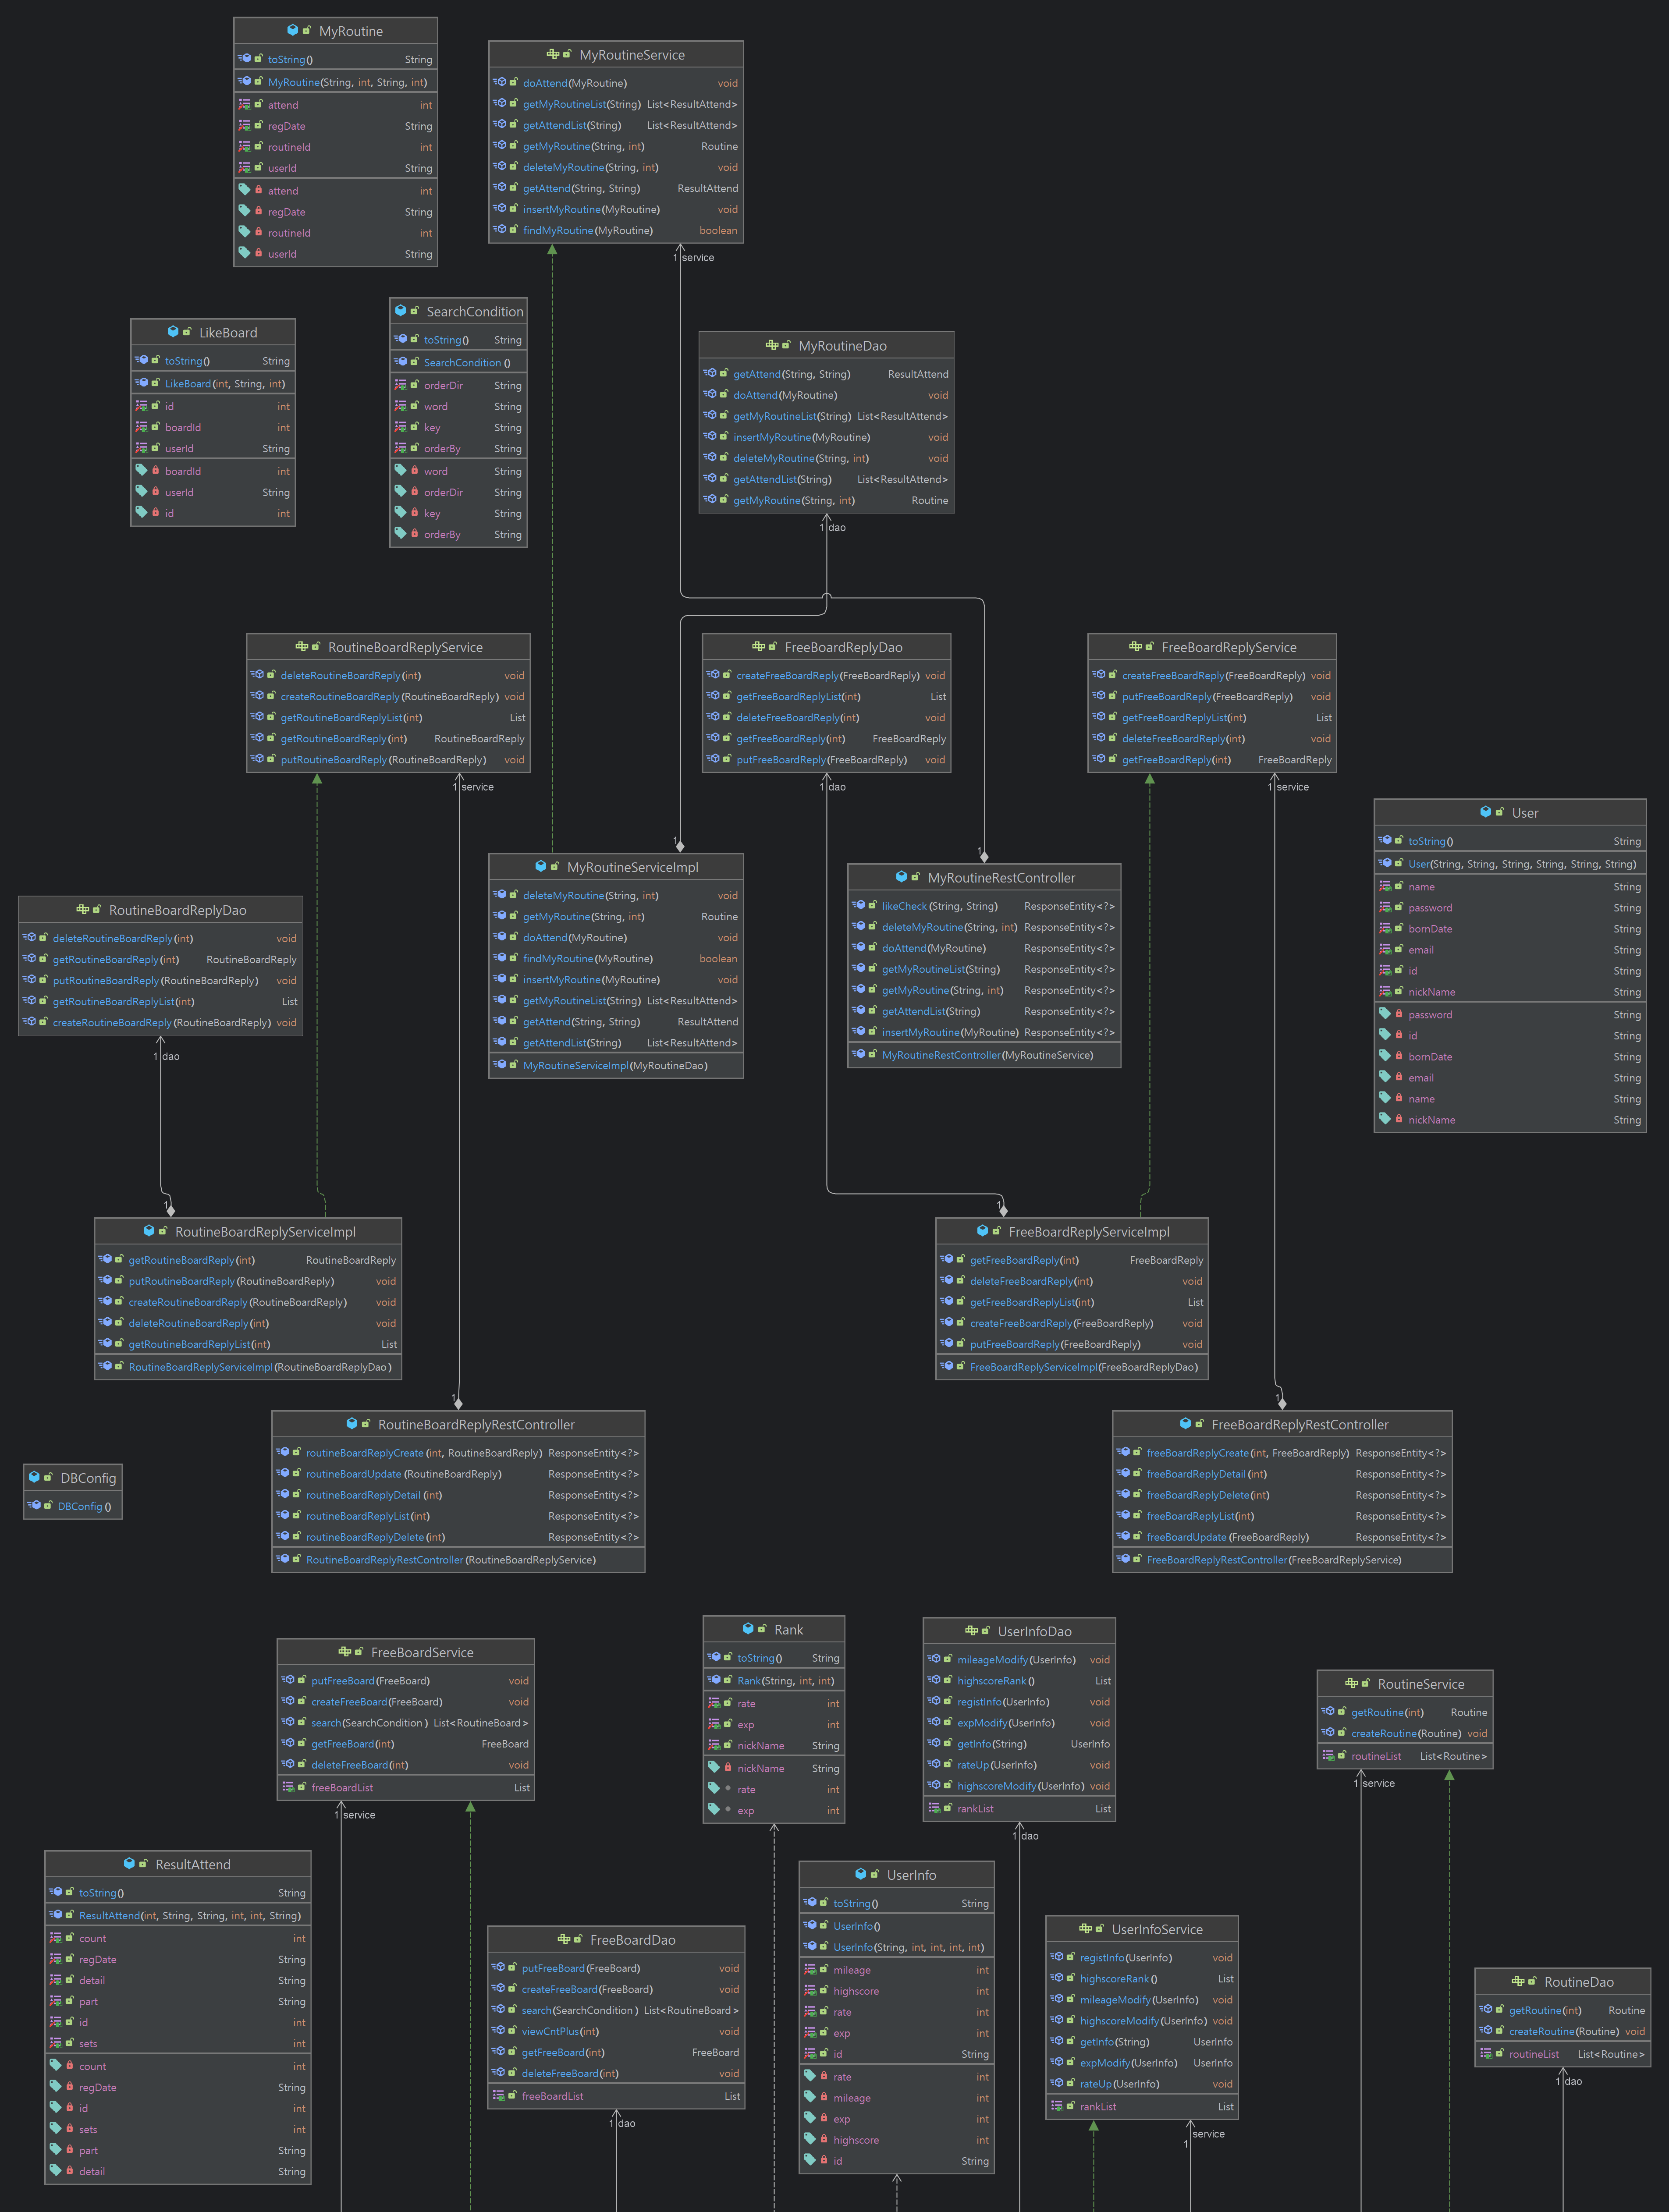 MyRoutine
toString() String
MyRoutine(String, int, String, int)
attend int
regDate String
routineId int
userId String
attend int
regDate String
routineId int
userId String
MyRoutineService
doAttend(MyRoutine) void
getMyRoutineList(String) List<ResultAttend>
getAttendList(String) List<ResultAttend>
getMyRoutine(String, int) Routine
deleteMyRoutine(String, int) void
getAttend(String, String) ResultAttend
insertMyRoutine(MyRoutine) void
findMyRoutine(MyRoutine) boolean
1 service
LikeBoard
toString() String
LikeBoard(int, String, int)
id int
boardId int
userId String
boardId int
userId String
id int
SearchCondition
toString() String
SearchCondition ()
orderDir String
word String
key String
orderBy String
word String
orderDir String
key String
orderBy String
MyRoutineDao
getAttend(String, String) ResultAttend
doAttend(MyRoutine) void
getMyRoutineList(String) List<ResultAttend>
insertMyRoutine(MyRoutine) void
deleteMyRoutine(String, int) void
getAttendList(String) List<ResultAttend>
getMyRoutine(String, int) Routine
1 dao
RoutineBoardReplyService
deleteRoutineBoardReply(int) void
createRoutineBoardReply(RoutineBoardReply) void
getRoutineBoardReplyList(int) List
getRoutineBoardReply(int) RoutineBoardReply
putRoutineBoardReply(RoutineBoardReply) void
1 service
FreeBoardReplyDao
createFreeBoardReply(FreeBoardReply) void
getFreeBoardReplyList(int) List
deleteFreeBoardReply(int) void
getFreeBoardReply(int) FreeBoardReply
putFreeBoardReply(FreeBoardReply) void
1 dao
FreeBoardReplyService
createFreeBoardReply(FreeBoardReply) void
putFreeBoardReply(FreeBoardReply) void
getFreeBoardReplyList(int) List
deleteFreeBoardReply(int) void
getFreeBoardReply(int) FreeBoardReply
1 service
User
toString() String
User(String, String, String, String, String, String)
name String
password String
bornDate String
email String
id String
nickName String
password String
id String
bornDate String
email String
name String
nickName String
1
MyRoutineServiceImpl
deleteMyRoutine(String, int) void
getMyRoutine(String, int) Routine
doAttend(MyRoutine) void
findMyRoutine(MyRoutine) boolean
insertMyRoutine(MyRoutine) void
getMyRoutineList(String) List<ResultAttend>
getAttend(String, String) ResultAttend
getAttendList(String) List<ResultAttend>
MyRoutineServiceImpl(MyRoutineDao)
1
MyRoutineRestController
likeCheck (String, String) ResponseEntity<?>
deleteMyRoutine(String, int) ResponseEntity<?>
doAttend(MyRoutine) ResponseEntity<?>
getMyRoutineList(String) ResponseEntity<?>
getMyRoutine(String, int) ResponseEntity<?>
getAttendList(String) ResponseEntity<?>
insertMyRoutine(MyRoutine) ResponseEntity<?>
MyRoutineRestController(MyRoutineService)
RoutineBoardReplyDao
deleteRoutineBoardReply(int) void
getRoutineBoardReply(int) RoutineBoardReply
putRoutineBoardReply(RoutineBoardReply) void
getRoutineBoardReplyList(int) List
createRoutineBoardReply(RoutineBoardReply) void
1 dao
1
RoutineBoardReplyServiceImpl
getRoutineBoardReply(int) RoutineBoardReply
putRoutineBoardReply(RoutineBoardReply) void
createRoutineBoardReply(RoutineBoardReply) void
deleteRoutineBoardReply(int) void
getRoutineBoardReplyList(int) List
RoutineBoardReplyServiceImpl(RoutineBoardReplyDao)
1
FreeBoardReplyServiceImpl
getFreeBoardReply(int) FreeBoardReply
deleteFreeBoardReply(int) void
getFreeBoardReplyList(int) List
createFreeBoardReply(FreeBoardReply) void
putFreeBoardReply(FreeBoardReply) void
FreeBoardReplyServiceImpl(FreeBoardReplyDao)
1
RoutineBoardReplyRestController
routineBoardReplyCreate (int, RoutineBoardReply) ResponseEntity<?>
routineBoardUpdate (RoutineBoardReply) ResponseEntity<?>
routineBoardReplyDetail (int) ResponseEntity<?>
routineBoardReplyList(int) ResponseEntity<?>
routineBoardReplyDelete (int) ResponseEntity<?>
RoutineBoardReplyRestController (RoutineBoardReplyService)
1
FreeBoardReplyRestController
freeBoardReplyCreate(int, FreeBoardReply) ResponseEntity<?>
freeBoardReplyDetail (int) ResponseEntity<?>
freeBoardReplyDelete(int) ResponseEntity<?>
freeBoardReplyList(int) ResponseEntity<?>
freeBoardUpdate (FreeBoardReply) ResponseEntity<?>
FreeBoardReplyRestController(FreeBoardReplyService)
DBConfig
DBConfig ()
FreeBoardService
putFreeBoard(FreeBoard) void
createFreeBoard(FreeBoard) void
search(SearchCondition ) List<RoutineBoard>
getFreeBoard(int) FreeBoard
deleteFreeBoard(int) void
freeBoardList List
1 service
Rank
toString() String
Rank(String, int, int)
rate int
exp int
nickName String
nickName String
rate int
exp int
UserInfoDao
mileageModify(UserInfo) void
highscoreRank() List
registInfo(UserInfo) void
expModify(UserInfo) void
getInfo(String) UserInfo
rateUp(UserInfo) void
highscoreModify(UserInfo) void
rankList List
1 dao
RoutineService
getRoutine(int) Routine
createRoutine(Routine) void
routineList List<Routine>
1 service
ResultAttend
toString() String
ResultAttend(int, String, String, int, int, String)
count int
regDate String
detail String
part String
id int
sets int
count int
regDate String
id int
sets int
part String
detail String
FreeBoardDao
putFreeBoard(FreeBoard) void
createFreeBoard(FreeBoard) void
search(SearchCondition ) List<RoutineBoard>
viewCntPlus(int) void
getFreeBoard(int) FreeBoard
deleteFreeBoard(int) void
freeBoardList List
1 dao
UserInfo
toString() String
UserInfo()
UserInfo(String, int, int, int, int)
mileage int
highscore int
rate int
exp int
id String
rate int
mileage int
exp int
highscore int
id String
UserInfoService
registInfo(UserInfo) void
highscoreRank() List
mileageModify(UserInfo) void
highscoreModify(UserInfo) void
getInfo(String) UserInfo
expModify(UserInfo) UserInfo
rateUp(UserInfo) void
rankList List
1 service
RoutineDao
getRoutine(int) Routine
createRoutine(Routine) void
routineList List<Routine>
1 dao